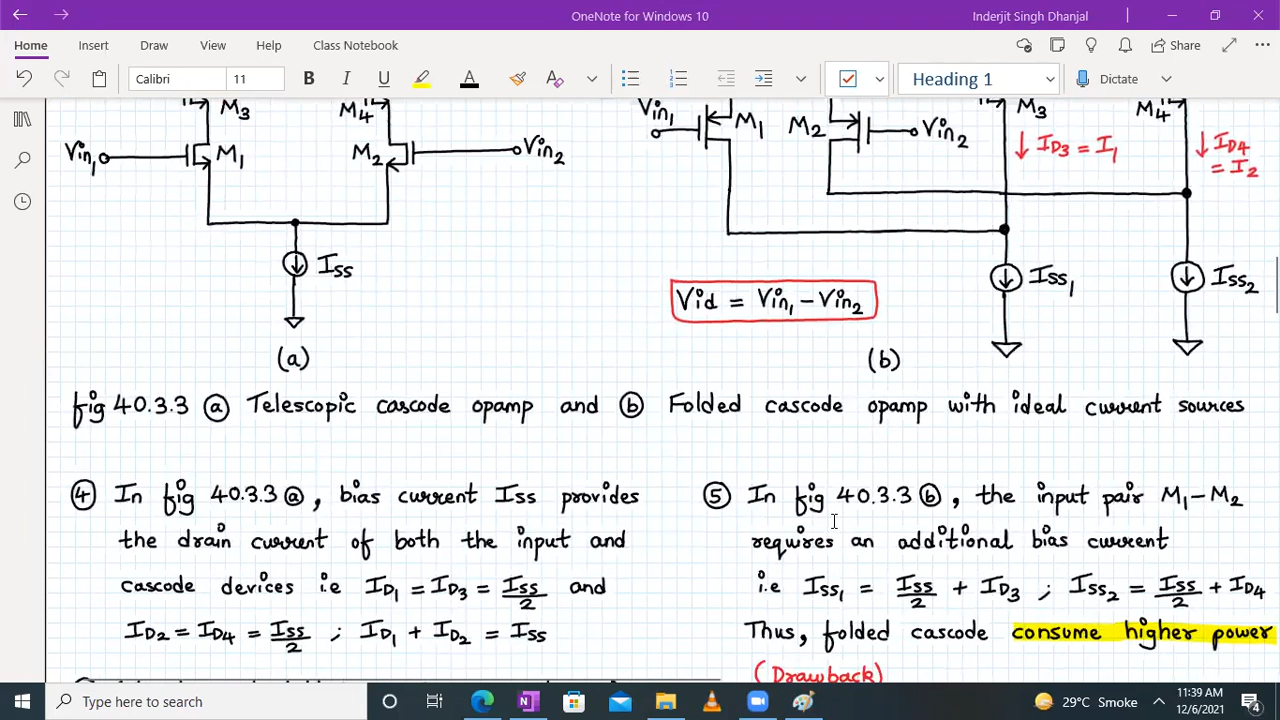 OneNote for Windows 10
Inderjit Singh Dhanjal
Home Insert Draw View Help Class Notebook
Share
Calibri 11 B I U A Heading 1 Dictate
M3 M4
Vin1 M1 M2 Vin2
Iss
(a)
Vin1 M1 M2 Vin2
M3 M4
ID3 = I1
ID4
= I2
Vid = Vin1 - Vin2
Iss1 Iss2
(b)
fig 40.3.3 (a) Telescopic cascode opamp and (b) Folded cascode opamp with ideal current sources
(4) In fig 40.3.3 (a), bias current Iss provides
the drain current of both the input and
cascode devices i.e ID1 = ID3 = Iss/2 and
ID2 = ID4 = Iss/2 ; ID1 + ID2 = Iss
(5) In fig 40.3.3 (b), the input pair M1 - M2
requires an additional bias current
i.e Iss1 = Iss/2 + ID3 ; Iss2 = Iss/2 + ID4
Thus, folded cascode consume higher power
(Drawback)
Type here to search
29°C Smoke
11:39 AM
12/6/2021
4